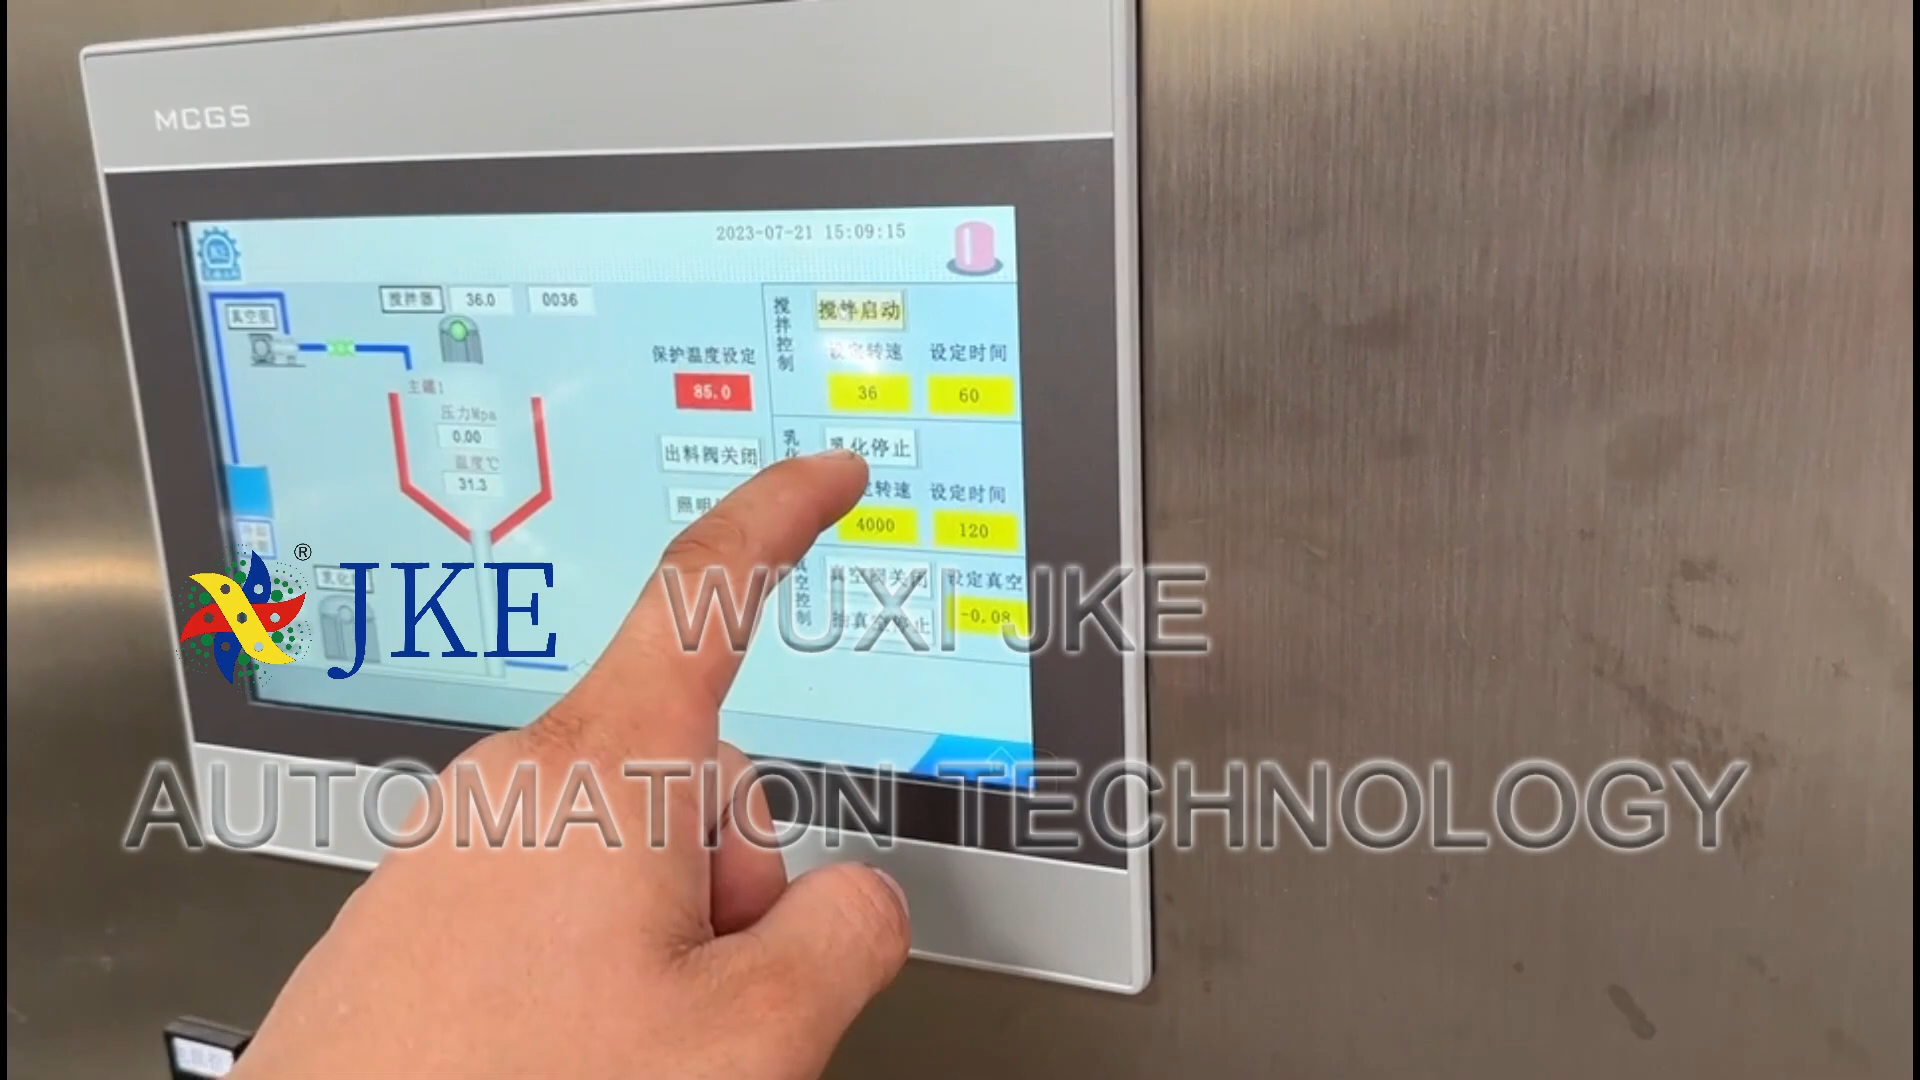 MCGS
2023-07-21 15:09:15
搅拌器 36.0 0036
真空泵
搅拌控制
搅拌启动
保护温度设定
设定转速 设定时间
主罐1
85.0
36 60
压力Mpa
0.00
出料阀关闭
乳化停止
温度℃
31.3
照明
转速 设定时间
4000 120
® JKE WUXI JKE
真空控制
真空阀关闭 设定真空
抽真空停止 -0.08
AUTOMATION TECHNOLOGY